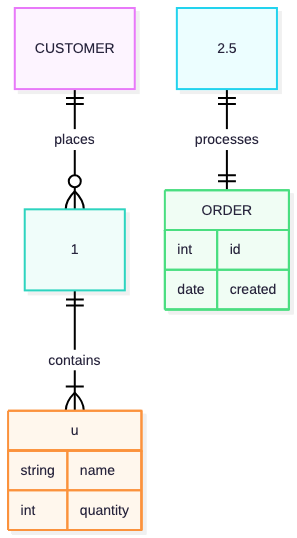 CUSTOMER
2.5
places
processes
1
ORDER
int id
date created
contains
u
string name
int quantity